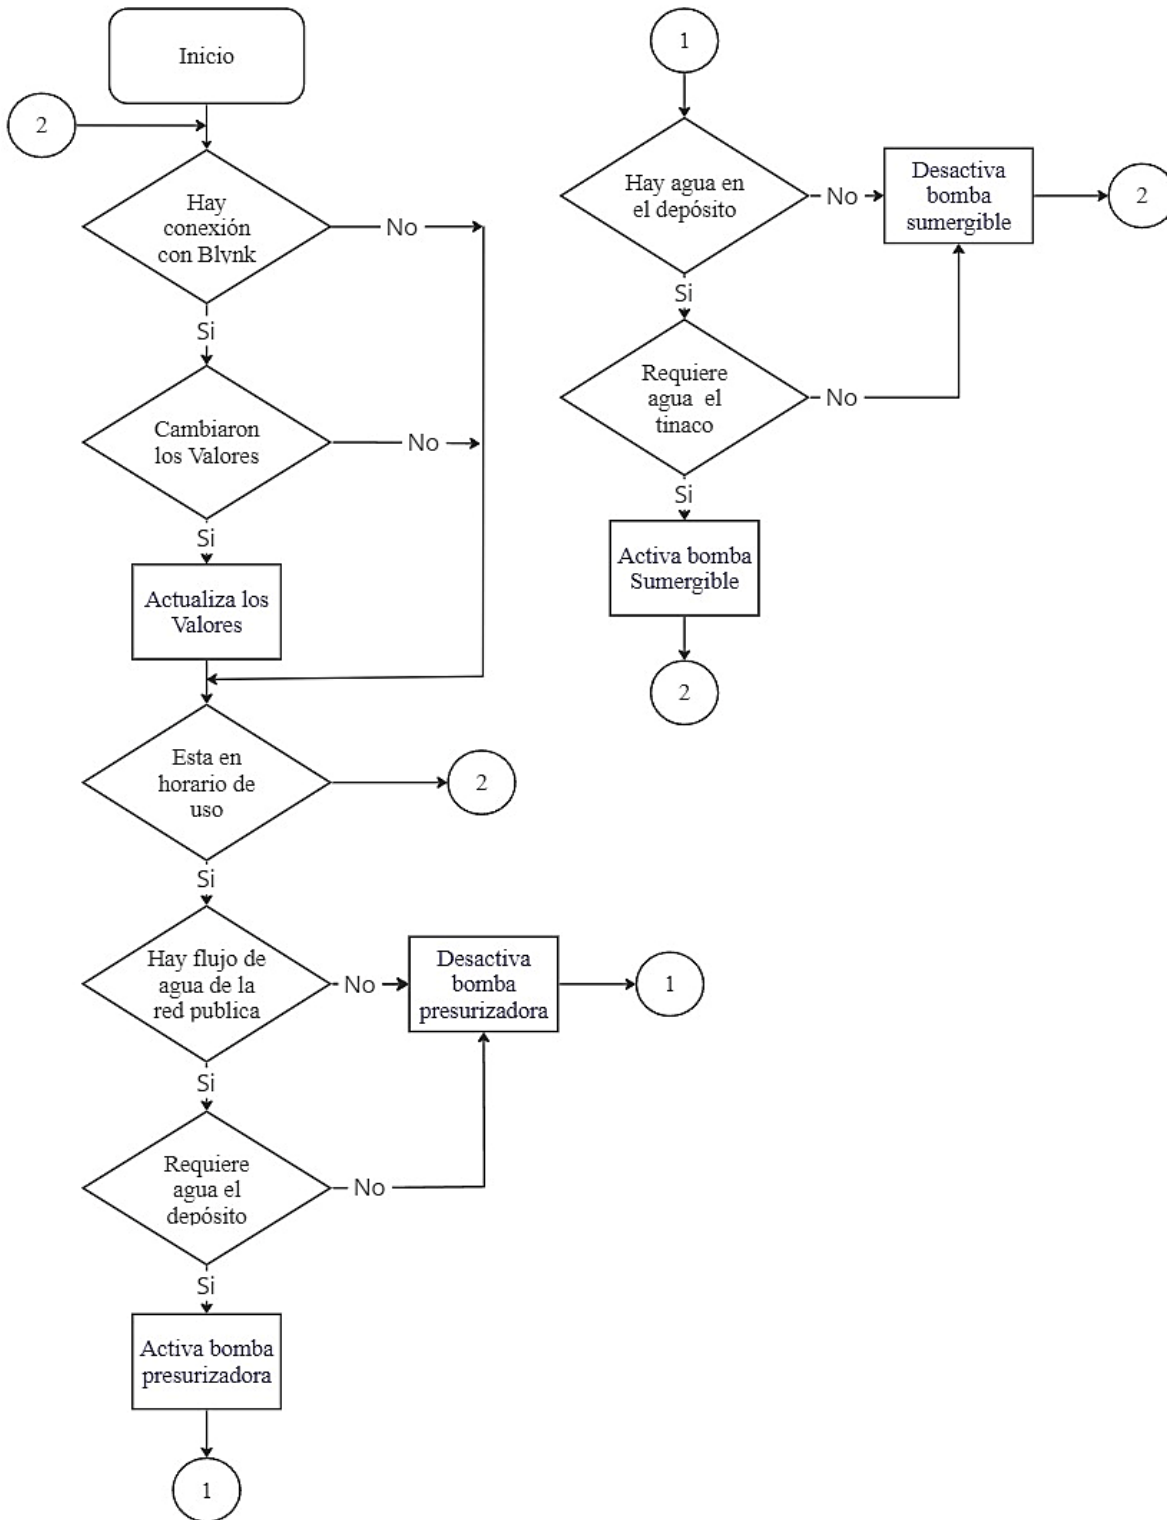 Inicio
2
Hay
conexión
con Blynk
No
Si
Cambiaron
los Valores
No
Si
Actualiza los
Valores
Esta en
horario de
uso
2
Si
Hay flujo de
agua de la
red publica
No
Desactiva
bomba
presurizadora
1
Si
Requiere
agua el
depósito
No
Si
Activa bomba
presurizadora
1
1
Hay agua en
el depósito
No
Desactiva
bomba
sumergible
2
Si
Requiere
agua el
tinaco
No
Si
Activa bomba
Sumergible
2